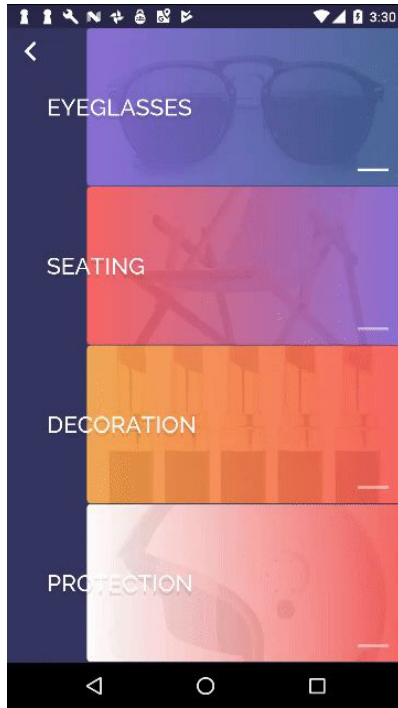 3:30
EYEGLASSES
SEATING
DECORATION
PROTECTION